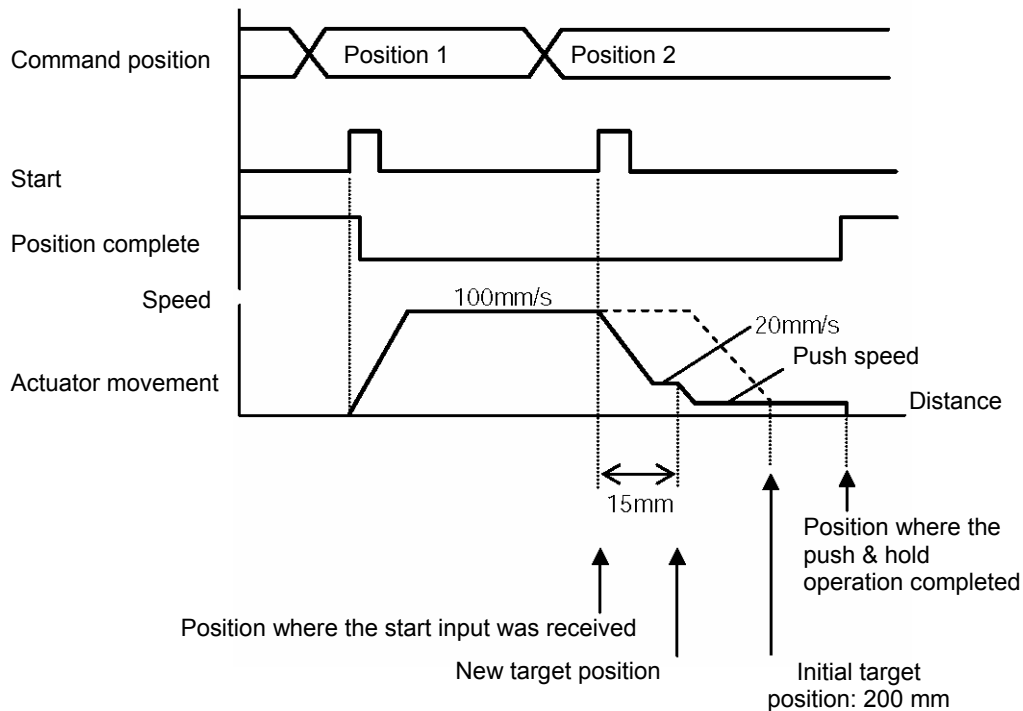 Command position
Position 1
Position 2
Start
Position complete
Speed
100mm/s
20mm/s
Push speed
Actuator movement
Distance
15mm
Position where the
push & hold
operation completed
Position where the start input was received
New target position
Initial target
position: 200 mm